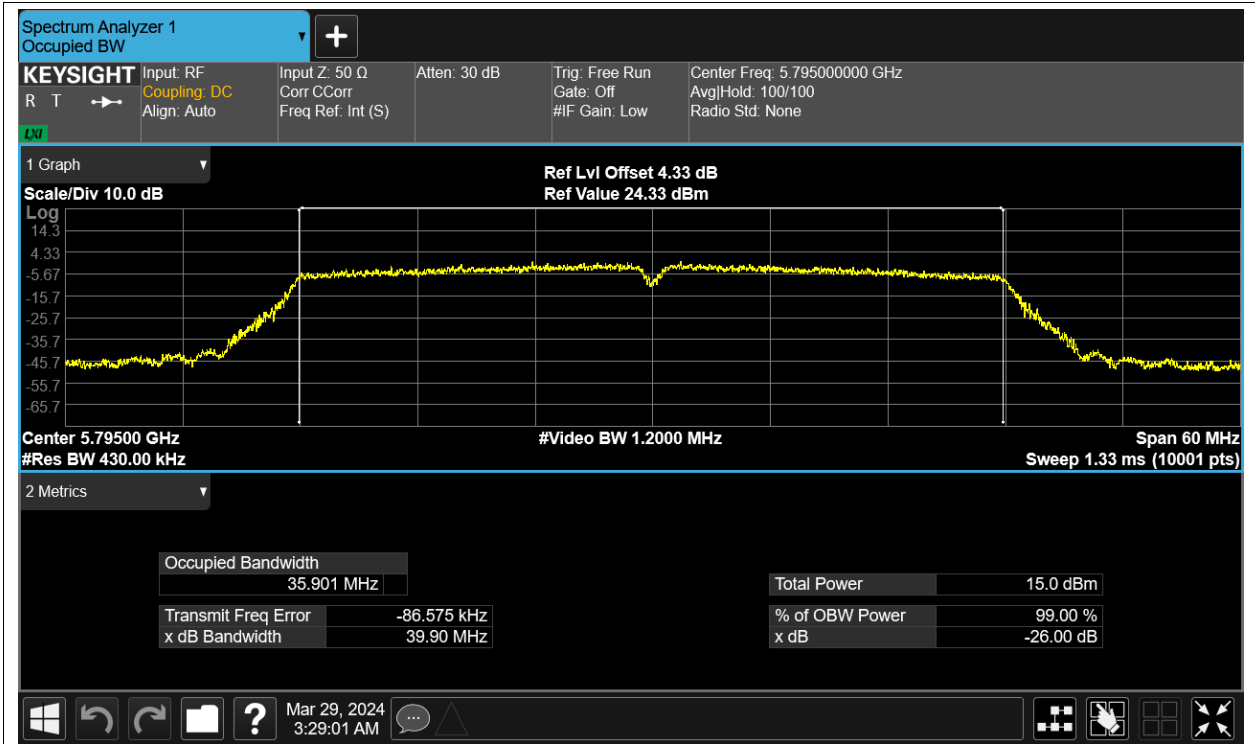 Spectrum Analyzer 1
Occupied BW
KEYSIGHT
R T
LXI
Input: RF
Coupling: DC
Align: Auto
Input Z: 50 Ω
Corr CCorr
Freq Ref: Int (S)
Atten: 30 dB
Trig: Free Run
Gate: Off
#IF Gain: Low
Center Freq: 5.795000000 GHz
Avg|Hold: 100/100
Radio Std: None
1 Graph
Scale/Div 10.0 dB
Ref Lvl Offset 4.33 dB
Ref Value 24.33 dBm
Log
14.3
4.33
-5.67
-15.7
-25.7
-35.7
-45.7
-55.7
-65.7
Center 5.79500 GHz
#Res BW 430.00 kHz
#Video BW 1.2000 MHz
Span 60 MHz
Sweep 1.33 ms (10001 pts)
2 Metrics
Occupied Bandwidth
35.901 MHz
Transmit Freq Error -86.575 kHz
x dB Bandwidth 39.90 MHz
Total Power 15.0 dBm
% of OBW Power 99.00 %
x dB -26.00 dB
?
Mar 29, 2024
3:29:01 AM